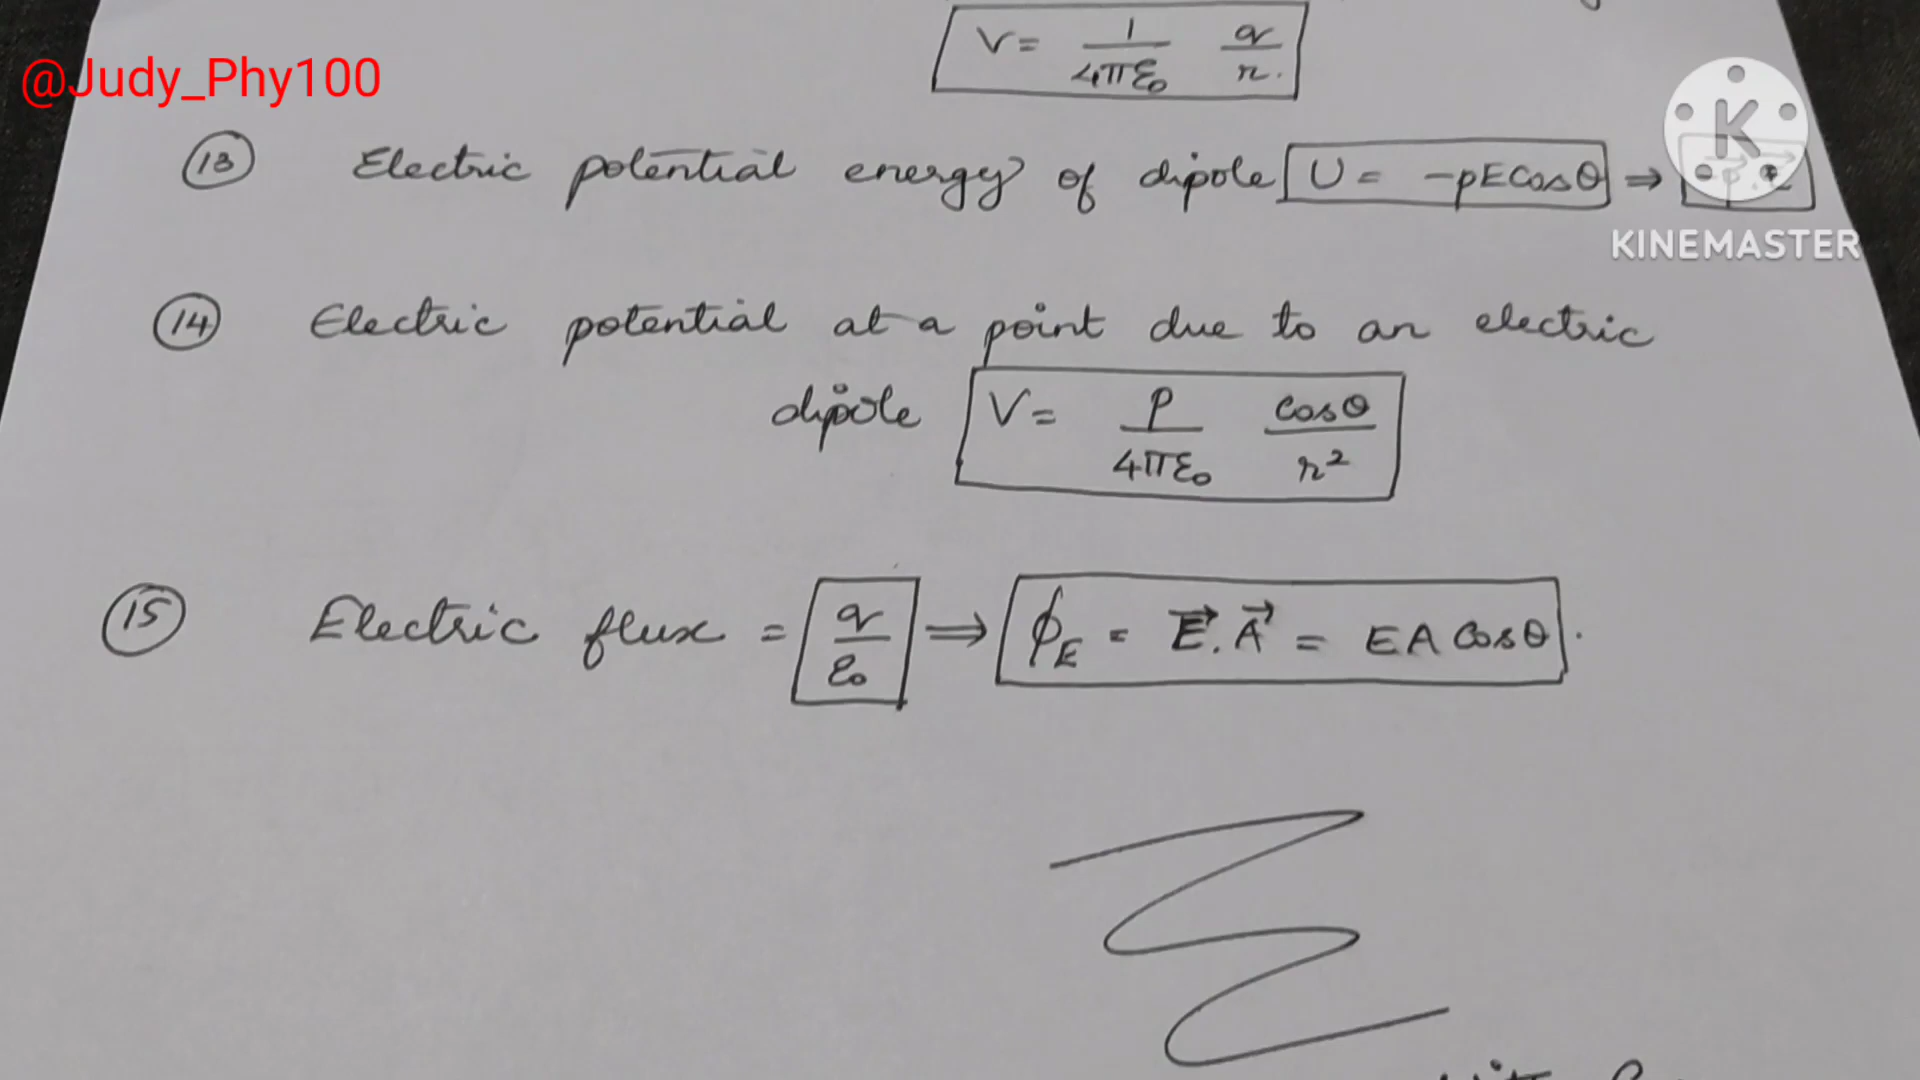 V = 1/4πε₀ q/r.
@Judy_Phy100
(13) Electric potential energy of dipole U = -pE Cosθ ⇒
K
KINEMASTER
(14) Electric potential at a point due to an electric
dipole V = P/4πε₀ cosθ/r²
(15) Electric flux = q/ε₀ ⇒ ϕ_E = E⃗.A⃗ = EA Cosθ.